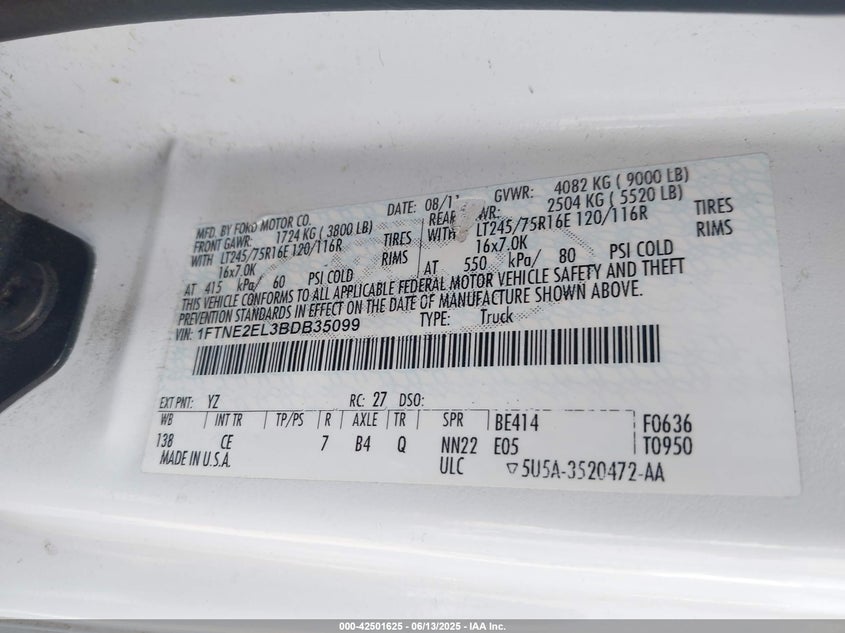 MFD. BY FORD MOTOR CO.
DATE: 08/1
GVWR: 4082 KG ( 9000 LB)
FRONT GAWR: 1724 KG ( 3800 LB)
REAR WR: 2504 KG ( 5520 LB)
WITH LT245/75R16E 120/116R TIRES
WITH LT245/75R16E 120/116R TIRES
16x7.0K RIMS
16x7.0K RIMS
AT 415 kPa/ 60 PSI COLD
AT 550 kPa/ 80 PSI COLD
THIS VEHICLE CONFORMS TO ALL APPLICABLE FEDERAL MOTOR VEHICLE SAFETY AND THEFT
PREVENTION STANDARDS IN EFFECT ON THE DATE OF MANUFACTURE SHOWN ABOVE.
VIN: 1FTNE2EL3BDB35099
TYPE: Truck
EXT PNT: YZ RC: 27 DSO:
WB INT TR TP/PS R AXLE TR SPR BE414 F0636
138 CE 7 B4 Q NN22 E05 T0950
MADE IN U.S.A. ULC ▽5U5A-3520472-AA
000-42501625 - 06/13/2025 - IAA Inc.